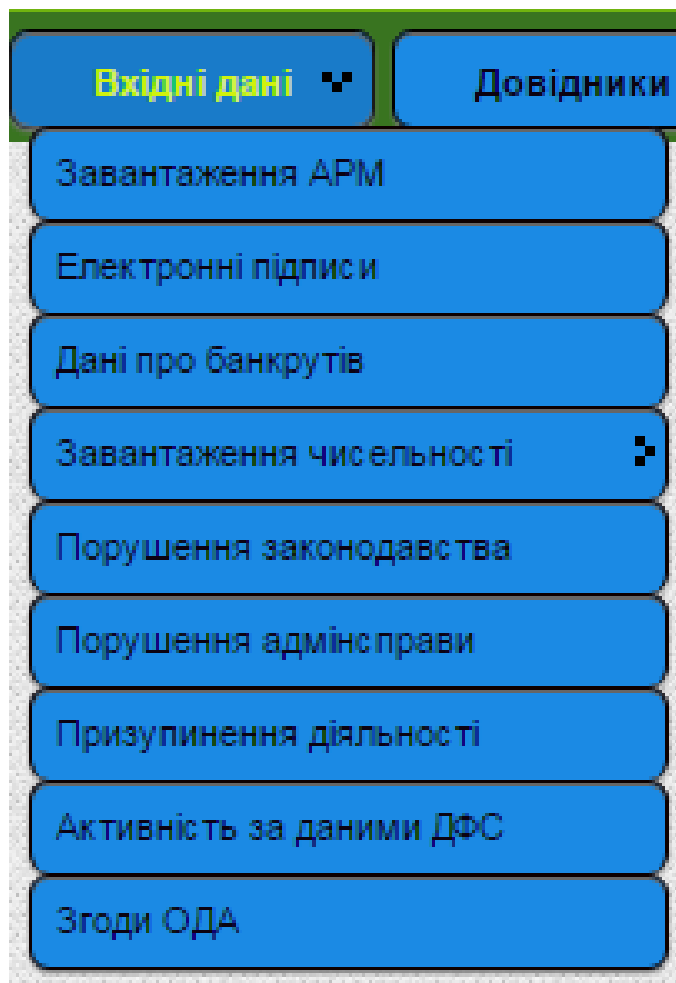 Вхідні дані Довідники
Завантаження АРМ
Електронні підписи
Дані про банкрутів
Завантаження чисельності
Порушення законодавства
Порушення адмінсправи
Призупинення діяльності
Активність за даними ДФС
Згоди ОДА